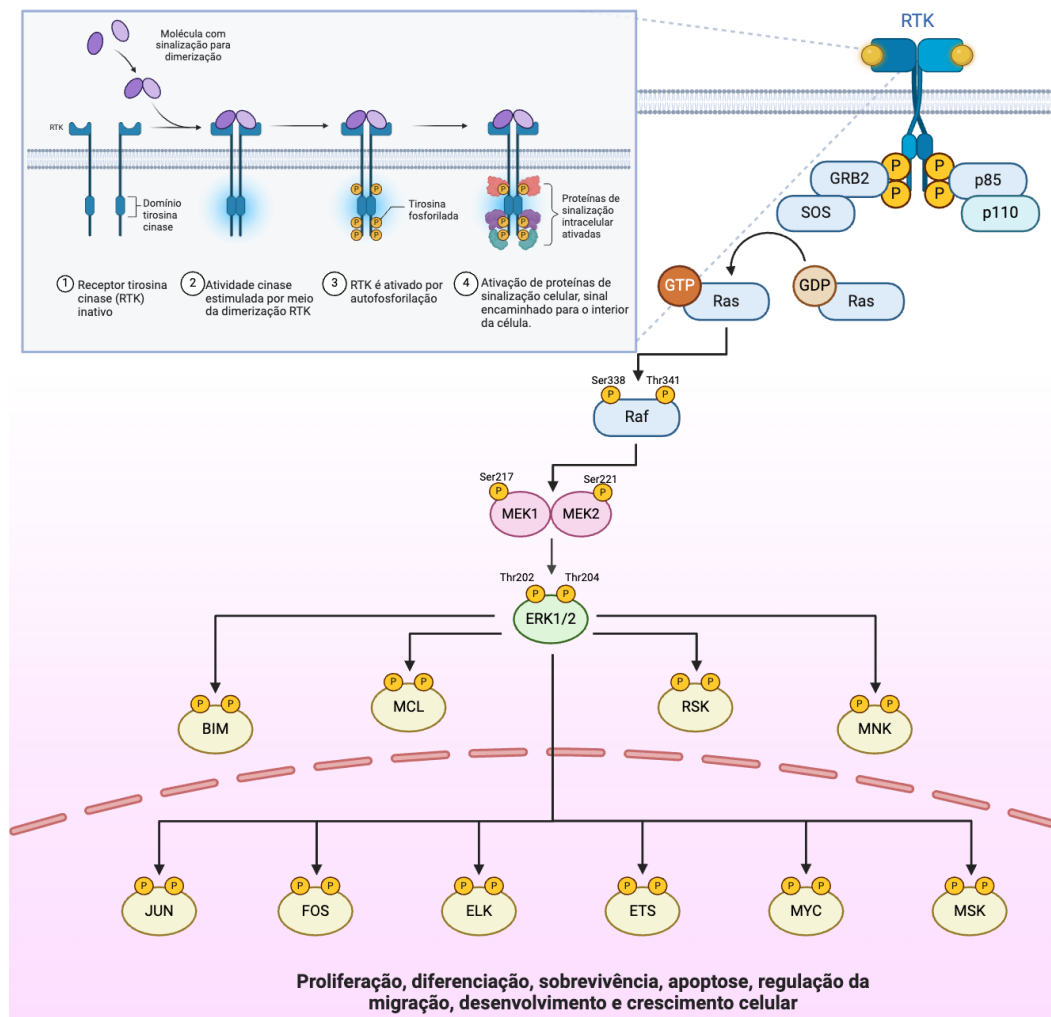 Molécula com
sinalização para
dimerização
RTK
Domínio
tirosina
cinase
Tirosina
fosforilada
P
P
P
P
P
P
P
P
P
P
P
P
Proteínas de
sinalização
intracelular
ativadas
1 Receptor tirosina
cinase (RTK)
inativo
2 Atividade cinase
estimulada por meio
da dimerização RTK
3 RTK é ativado por
autofosforilação
4 Ativação de proteínas de
sinalização celular, sinal
encaminhado para o interior
da célula.
RTK
GRB2
SOS
P
P
P
P
p85
p110
GTP
Ras
GDP
Ras
Ser338
Thr341
P
P
Raf
Ser217
Ser221
P
P
MEK1
MEK2
Thr202
Thr204
P
P
ERK1/2
P
P
BIM
P
P
MCL
P
P
RSK
P
P
MNK
P
P
JUN
P
P
FOS
P
P
ELK
P
P
ETS
P
P
MYC
P
P
MSK
Proliferação, diferenciação, sobrevivência, apoptose, regulação da
migração, desenvolvimento e crescimento celular